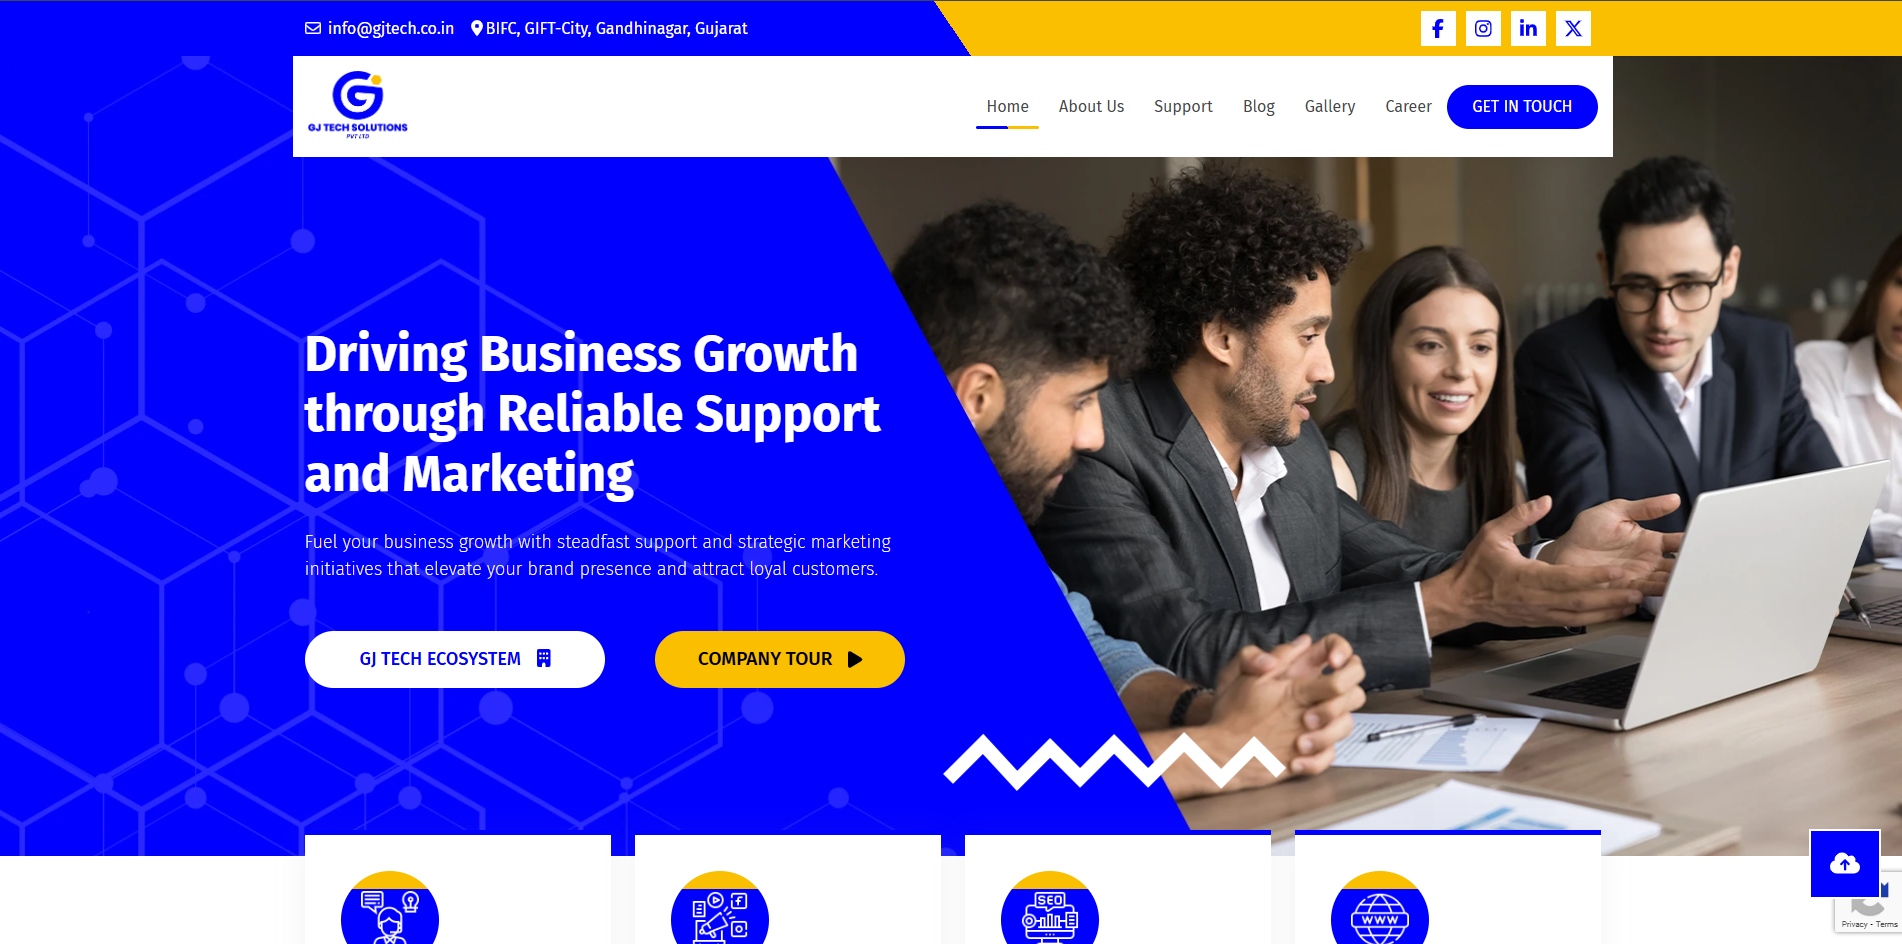 info@gjtech.co.in BIFC, GIFT-City, Gandhinagar, Gujarat
GJ TECH SOLUTIONS
PVT LTD
Home About Us Support Blog Gallery Career GET IN TOUCH
Driving Business Growth
through Reliable Support
and Marketing
Fuel your business growth with steadfast support and strategic marketing
initiatives that elevate your brand presence and attract loyal customers.
GJ TECH ECOSYSTEM COMPANY TOUR
SEO WWW
Privacy - Terms